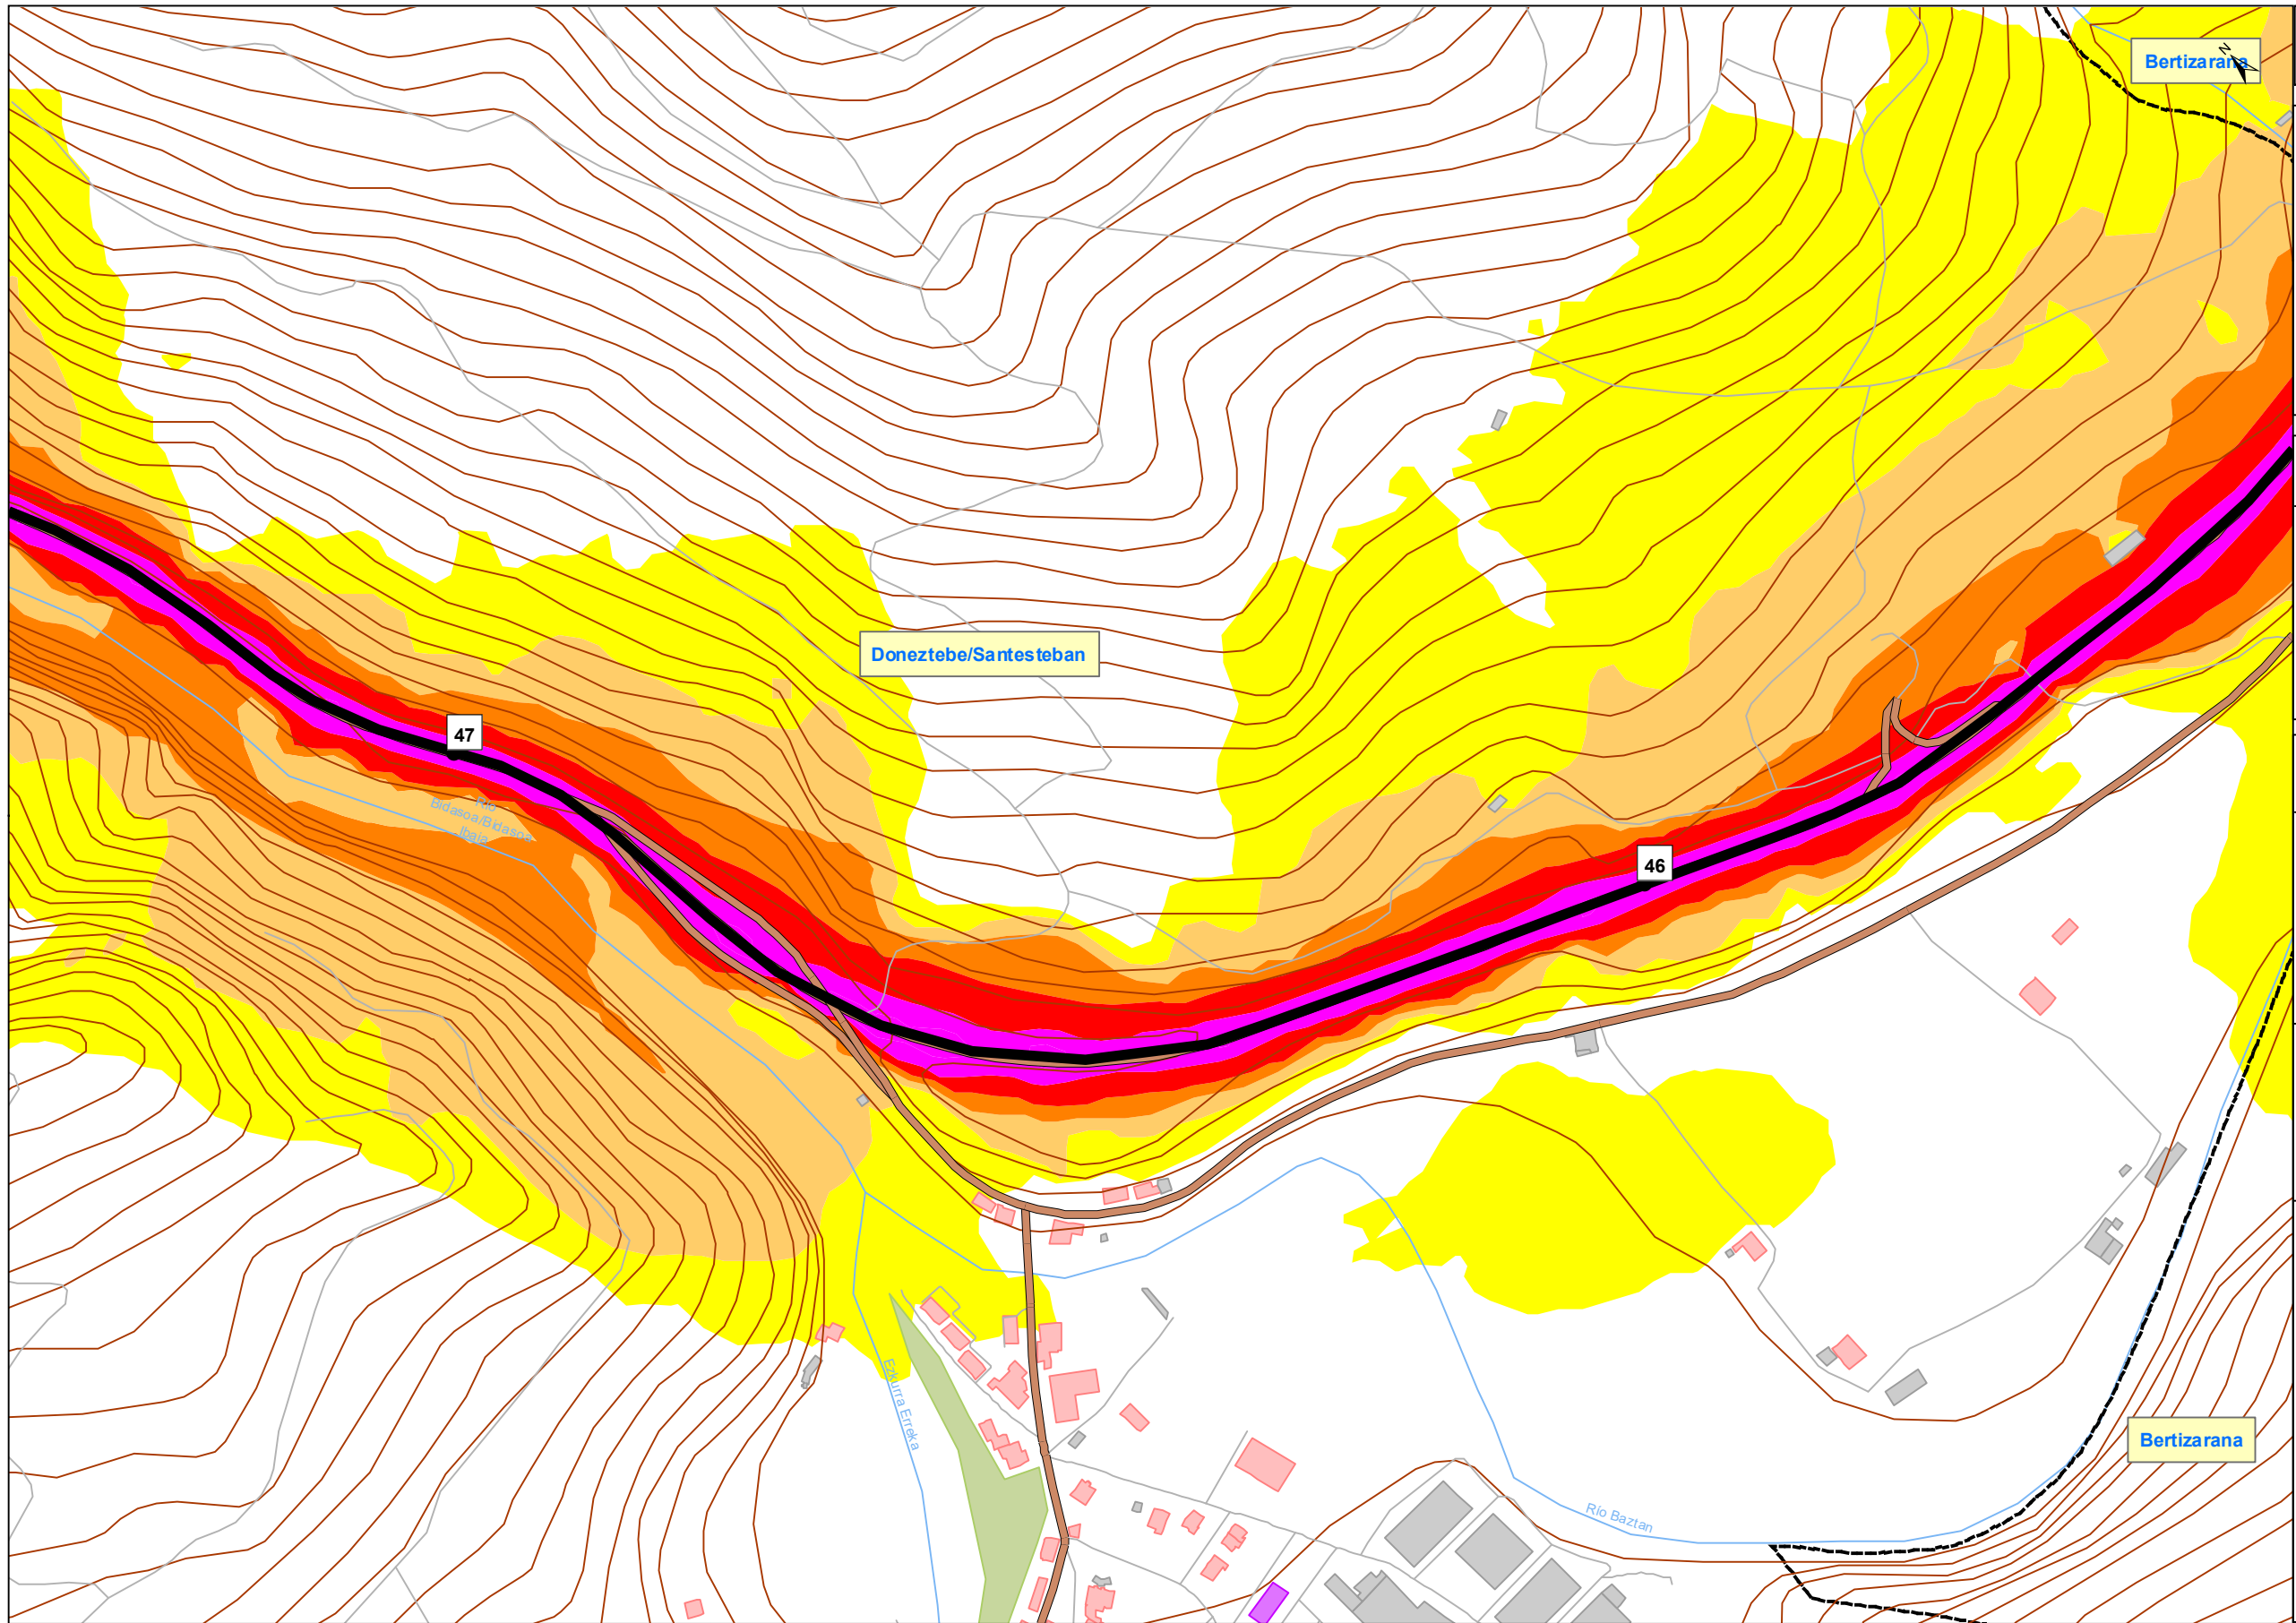 Bertizarana
N
Doneztebe/Santesteban
47
Río
Bidasoa/Bidasoa
Ibaia
46
Ezkurra Erreka
Río Baztan
Bertizarana